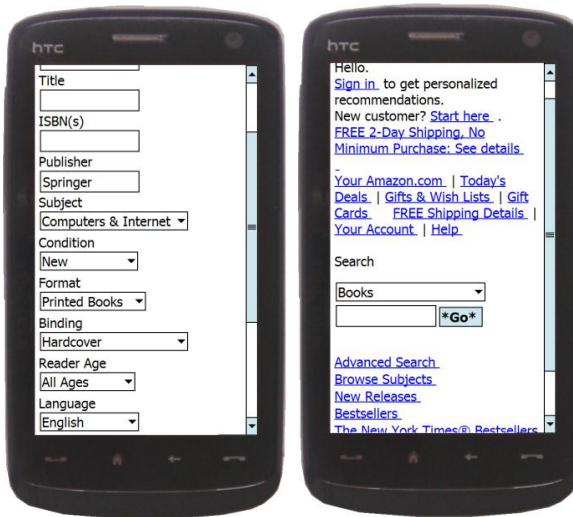 hTC
Title
ISBN(s)
Publisher
Springer
Subject
Computers & Internet
Condition
New
Format
Printed Books
Binding
Hardcover
Reader Age
All Ages
Language
English
hTC
Hello.
Sign in to get personalized
recommendations.
New customer? Start here .
FREE 2-Day Shipping, No
Minimum Purchase: See details
Your Amazon.com | Today's
Deals | Gifts & Wish Lists | Gift
Cards FREE Shipping Details |
Your Account | Help
Search
Books
*Go*
Advanced Search
Browse Subjects
New Releases
Bestsellers
The New York Times® Bestsellers